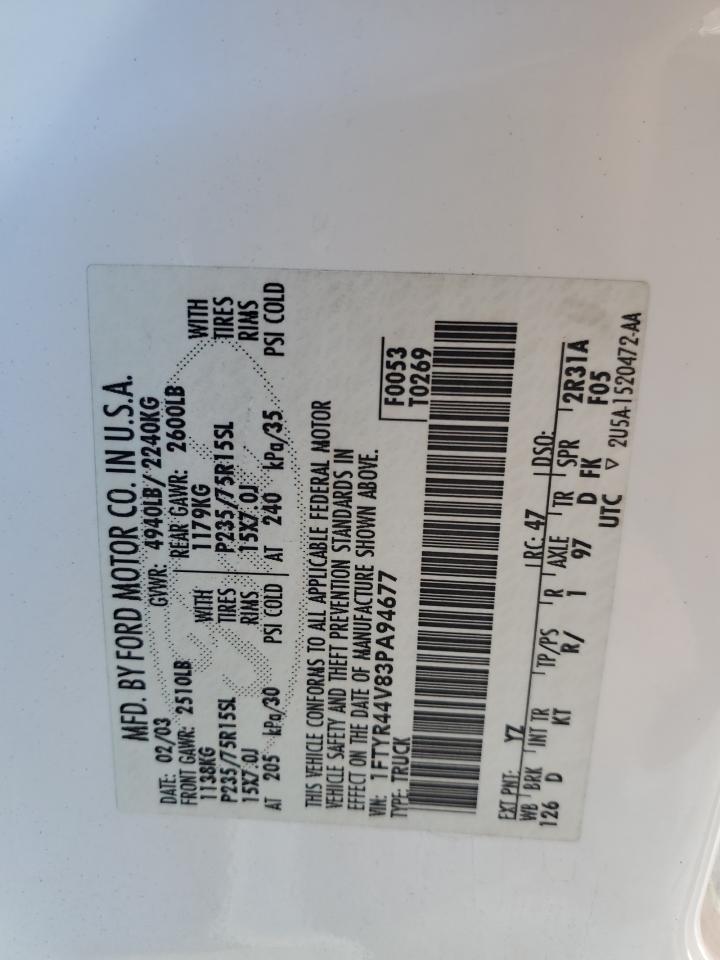 MFD. BY FORD MOTOR CO. IN U.S.A.
DATE: 02/03 GVWR: 4940LB/ 2240KG
FRONT GAWR: 2510LB REAR GAWR: 2600LB
1138KG WITH 1179KG WITH
P235/75R15SL TIRES P235/75R15SL TIRES
15X7.0J RIMS 15X7.0J RIMS
AT 205 kPa/30 PSI COLD AT 240 kPa/35 PSI COLD
THIS VEHICLE CONFORMS TO ALL APPLICABLE FEDERAL MOTOR
VEHICLE SAFETY AND THEFT PREVENTION STANDARDS IN
EFFECT ON THE DATE OF MANUFACTURE SHOWN ABOVE.
VIN: 1FTYR44V83PA94677 F0053
TYPE: TRUCK T0269
EXT PNT: YZ RC: 47 DSO:
WB BRK INT TR TP/PS R AXLE TR SPR 2R31A
126 D KT R/ 1 97 D FK F05
UTC ▽ 2U5A-1520472-AA